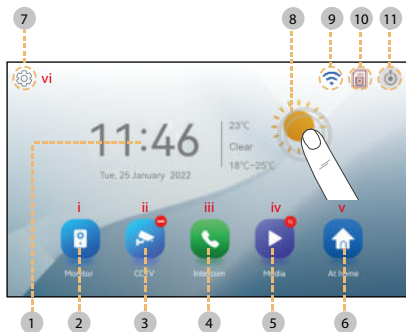 7 8 9 10 11
vi
11:46
23°C
Clear
18°C~25°C
Tue, 25 January 2022
i ii iii iv v
N
Monitor CCTV Intercom Media At home
1 2 3 4 5 6